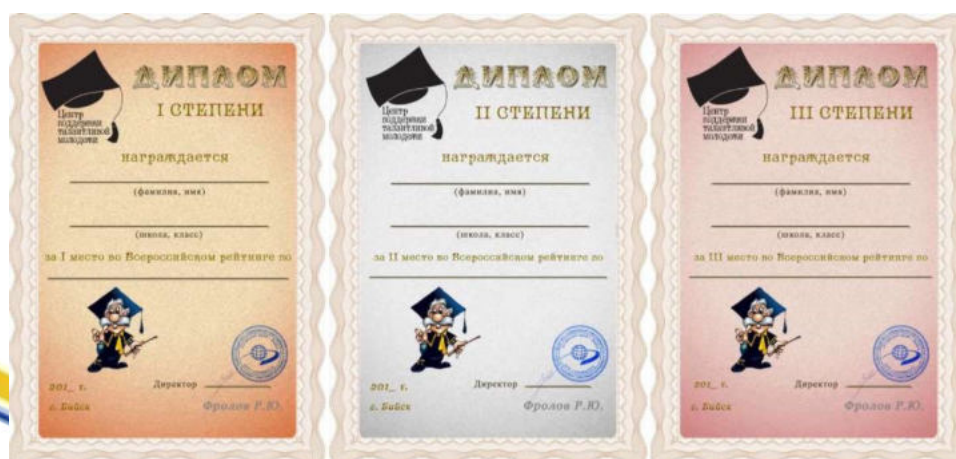 Центр
поддержки
талантливой
молодежи
ДИПЛОМ
I СТЕПЕНИ
награждается
(фамилия, имя)
(школа, класс)
за I место во Всероссийском рейтинге по
201_ г.
Директор
г. Бийск
Фролов Р.Ю.
Центр
поддержки
талантливой
молодежи
ДИПЛОМ
II СТЕПЕНИ
награждается
(фамилия, имя)
(школа, класс)
за II место во Всероссийском рейтинге по
201_ г.
Директор
г. Бийск
Фролов Р.Ю.
Центр
поддержки
талантливой
молодежи
ДИПЛОМ
III СТЕПЕНИ
награждается
(фамилия, имя)
(школа, класс)
за III место во Всероссийском рейтинге по
201_ г.
Директор
г. Бийск
Фролов Р.Ю.